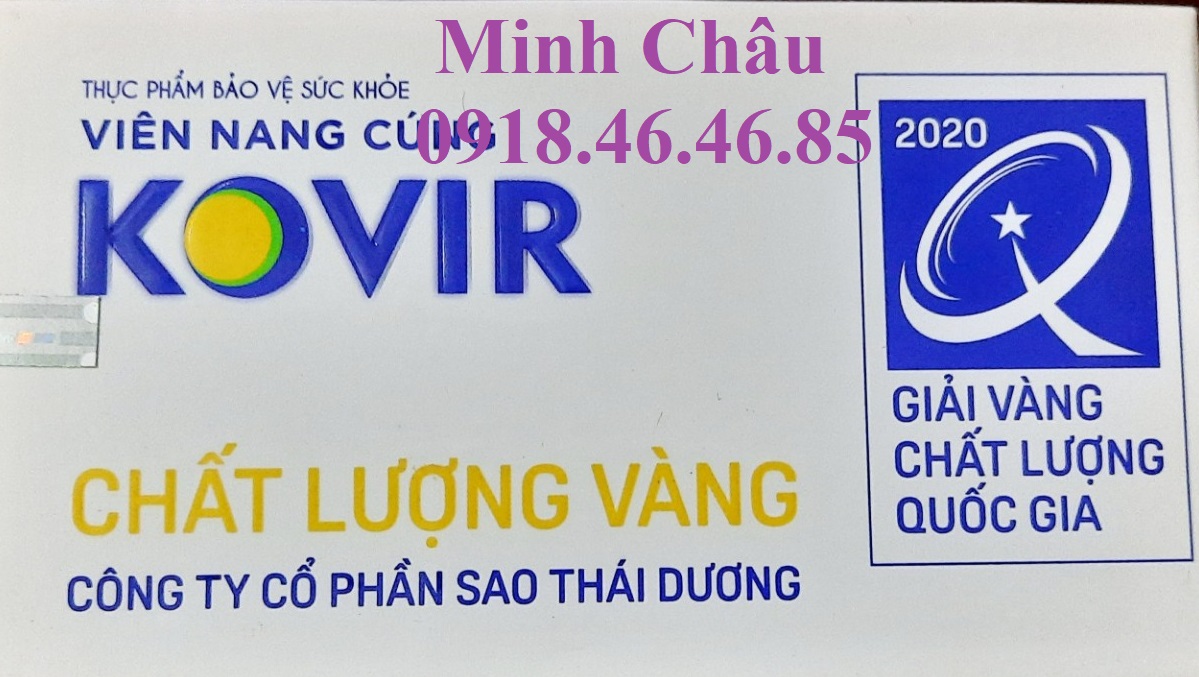 Minh Châu
0918.46.46.85
THỰC PHẨM BẢO VỆ SỨC KHỎE
VIÊN NANG CỨNG
KOVIR
CHẤT LƯỢNG VÀNG
CÔNG TY CỔ PHẦN SAO THÁI DƯƠNG
2020
GIẢI VÀNG
CHẤT LƯỢNG
QUỐC GIA